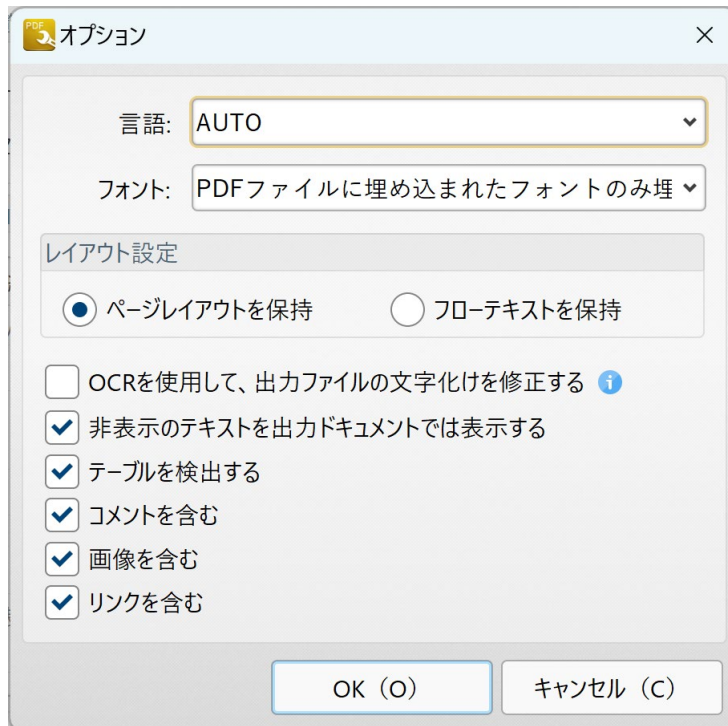 PDF
オプション
言語: AUTO
フォント: PDFファイルに埋め込まれたフォントのみ埋
レイアウト設定
ページレイアウトを保持 フローテキストを保持
OCRを使用して、出力ファイルの文字化けを修正する
非表示のテキストを出力ドキュメントでは表示する
テーブルを検出する
コメントを含む
画像を含む
リンクを含む
OK（O） キャンセル（C）